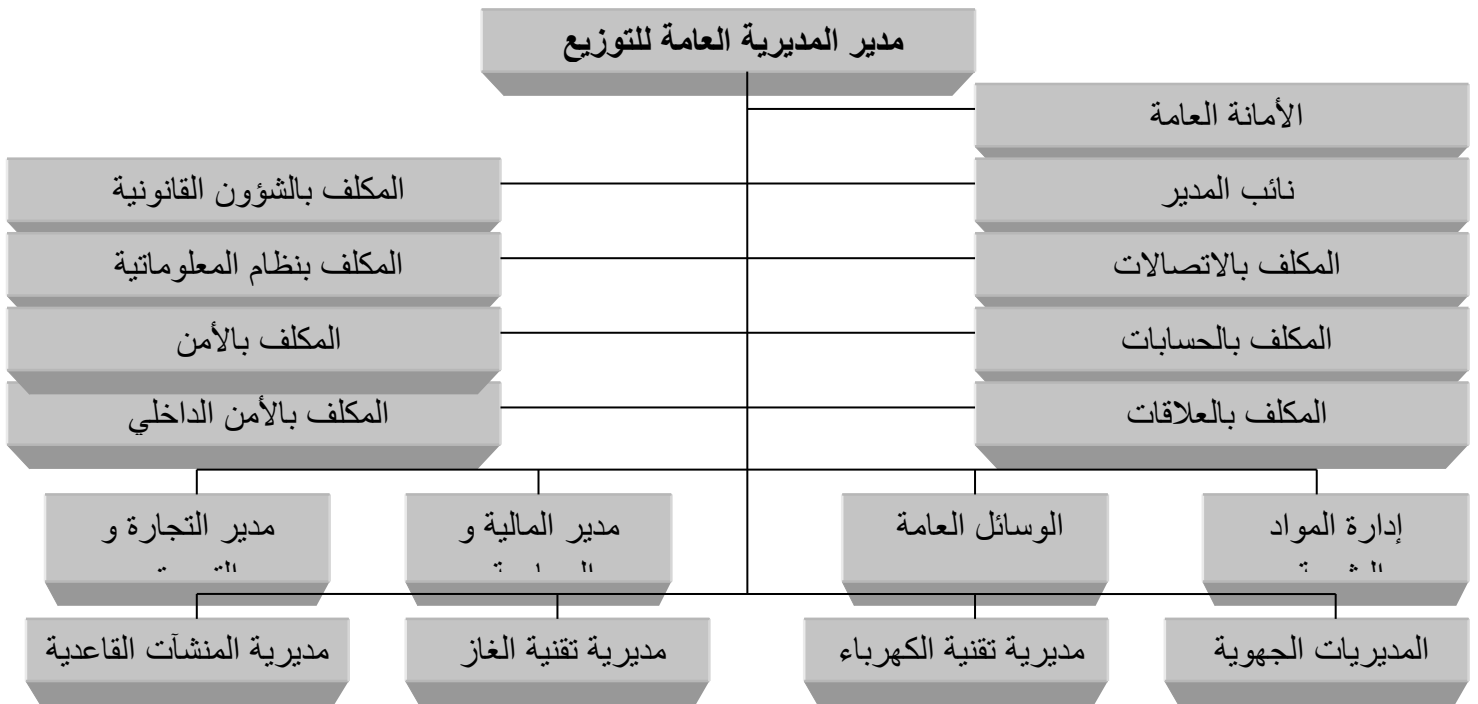 مدير المديرية العامة للتوزيع
الأمانة العامة
نائب المدير
المكلف بالشؤون القانونية
المكلف بالاتصالات
المكلف بنظام المعلوماتية
المكلف بالحسابات
المكلف بالأمن
المكلف بالعلاقات
المكلف بالأمن الداخلي
إدارة المواد
الوسائل العامة
مدير المالية و
مدير التجارة و
المديريات الجهوية
مديرية تقنية الكهرباء
مديرية تقنية الغاز
مديرية المنشآت القاعدية